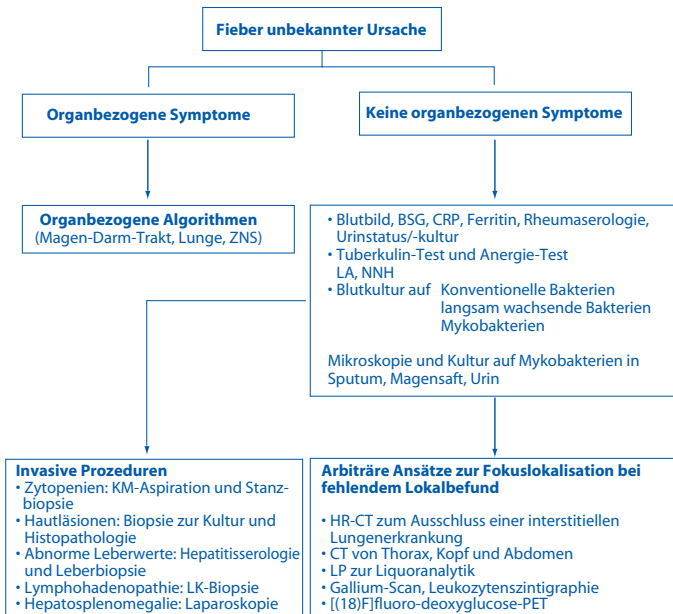 Fieber unbekannter Ursache
Organbezogene Symptome
Keine organbezogenen Symptome
Organbezogene Algorithmen
(Magen-Darm-Trakt, Lunge, ZNS)
• Blutbild, BSG, CRP, Ferritin, Rheumaserologie,
Urinstatus/-kultur
• Tuberkulin-Test und Anergie-Test
LA, NNH
• Blutkultur auf Konventionelle Bakterien
langsam wachsende Bakterien
Mykobakterien
Mikroskopie und Kultur auf Mykobakterien in
Sputum, Magensaft, Urin
Invasive Prozeduren
• Zytopenien: KM-Aspiration und Stanz-
biopsie
• Hautläsionen: Biopsie zur Kultur und
Histopathologie
• Abnorme Leberwerte: Hepatitisserologie
und Leberbiopsie
• Lymphohadenopathie: LK-Biopsie
• Hepatosplenomegalie: Laparoskopie
Arbiträre Ansätze zur Fokuslokalisation bei
fehlendem Lokalbefund
• HR-CT zum Ausschluss einer interstitiellen
Lungenerkrankung
• CT von Thorax, Kopf und Abdomen
• LP zur Liquoranalytik
• Gallium-Scan, Leukozytenszintigraphie
• [(18)F]fluoro-deoxyglucose-PET